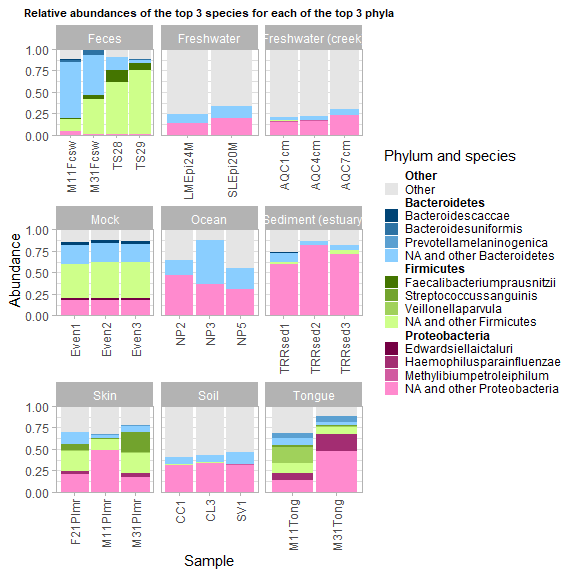 Relative abundances of the top 3 species for each of the top 3 phyla
Feces
Freshwater
Freshwater (creek
1.00
0.75
0.50
0.25
0.00
M11Fcsw
M31Fcsw
TS28
TS29
LMEpi24M
SLEpi20M
AQC1cm
AQC4cm
AQC7cm
Mock
Ocean
Sediment (estuary
1.00
0.75
0.50
0.25
0.00
Even1
Even2
Even3
NP2
NP3
NP5
TRRsed1
TRRsed2
TRRsed3
Skin
Soil
Tongue
1.00
0.75
0.50
0.25
0.00
F21Plmr
M11Plmr
M31Plmr
CC1
CL3
SV1
M11Tong
M31Tong
Abundance
Sample
Phylum and species
Other
Other
Bacteroidetes
Bacteroidescaccae
Bacteroidesuniformis
Prevotellamelaninogenica
NA and other Bacteroidetes
Firmicutes
Faecalibacteriumprausnitzii
Streptococcussanguinis
Veillonellaparvula
NA and other Firmicutes
Proteobacteria
Edwardsiellaictaluri
Haemophilusparainfluenzae
Methylibiumpetroleiphilum
NA and other Proteobacteria